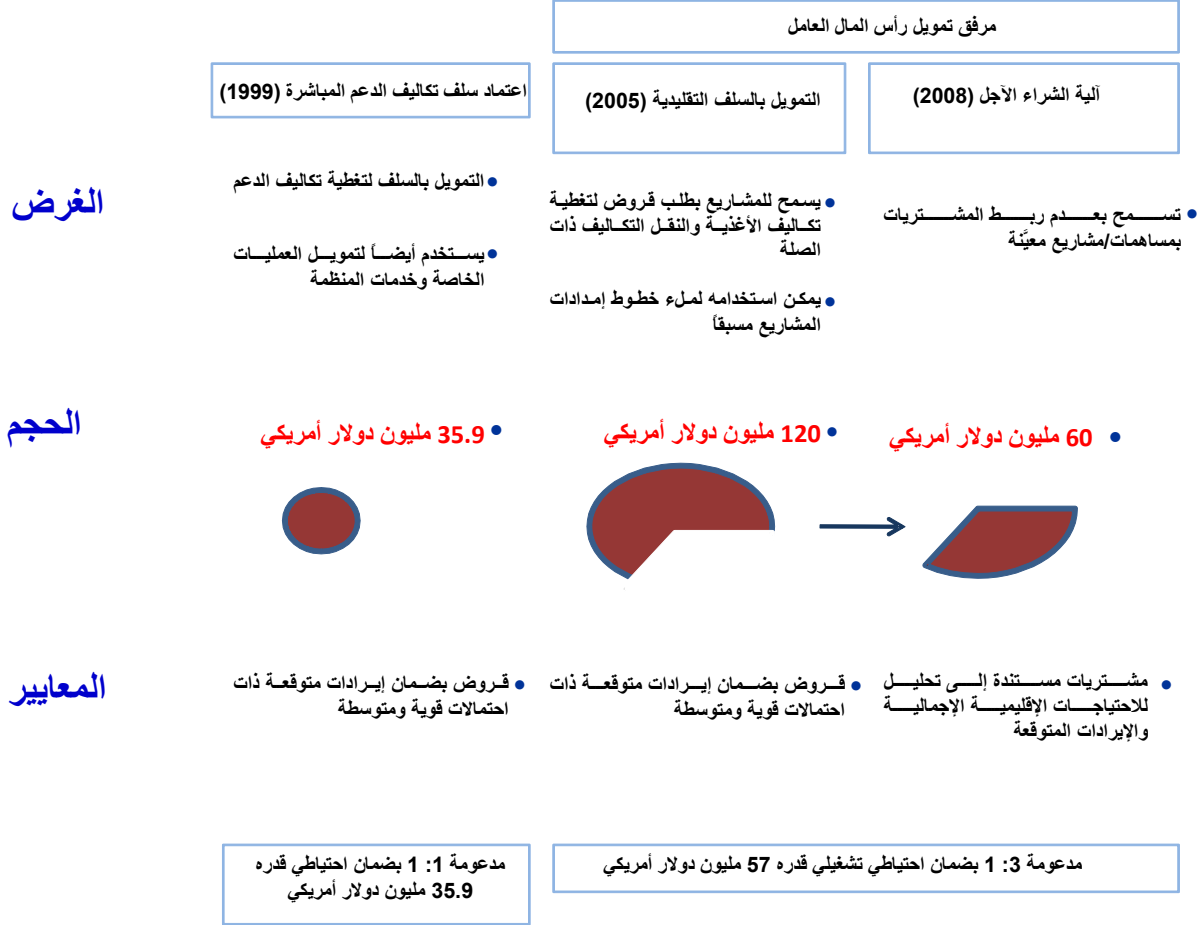 مرفق تمويل رأس المال العامل
آلية الشراء الآجل (2008)
التمويل بالسلف التقليدية (2005)
اعتماد سلف تكاليف الدعم المباشرة (1999)
الغرض
• تسمح بعدم ربط المشتريات
بمساهمات/مشاريع معيَّنة
• يسمح للمشاريع بطلب قروض لتغطية
تكاليف الأغذية والنقل التكاليف ذات
الصلة
• يمكن استخدامه لملء خطوط إمدادات
المشاريع مسبقاً
• التمويل بالسلف لتغطية تكاليف الدعم
• يستخدم أيضاً لتمويل العمليات
الخاصة وخدمات المنظمة
الحجم
• 60 مليون دولار أمريكي
• 120 مليون دولار أمريكي
• 35.9 مليون دولار أمريكي
المعايير
• مشتريات مستندة إلى تحليل
للاحتياجات الإقليمية الإجمالية
والإيرادات المتوقعة
• قروض بضمان إيرادات متوقعة ذات
احتمالات قوية ومتوسطة
• قروض بضمان إيرادات متوقعة ذات
احتمالات قوية ومتوسطة
مدعومة 3: 1 بضمان احتياطي تشغيلي قدره 57 مليون دولار أمريكي
مدعومة 1: 1 بضمان احتياطي قدره
35.9 مليون دولار أمريكي